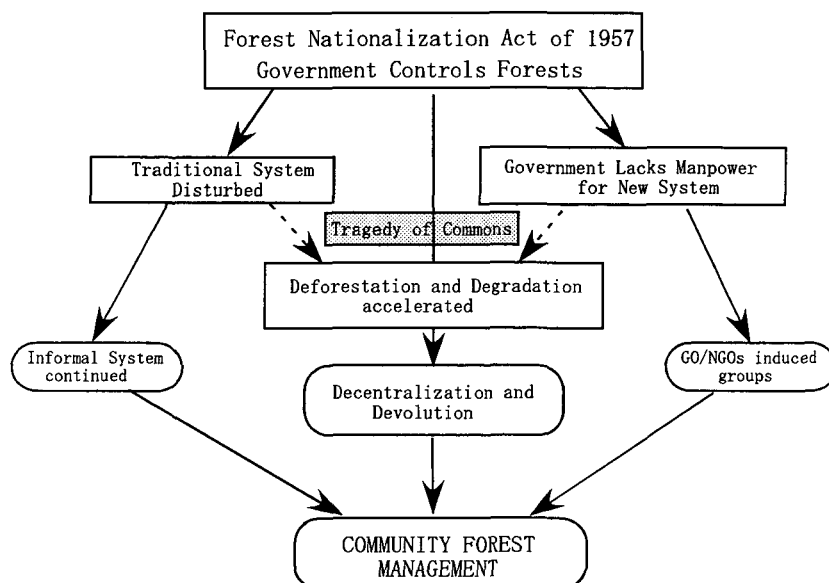 Forest Nationalization Act of 1957
Government Controls Forests
Traditional System
Disturbed
Government Lacks Manpower
for New System
Tragedy of Commons
Deforestation and Degradation
accelerated
Informal System
continued
Decentralization and
Devolution
GO/NGOs induced
groups
COMMUNITY FOREST
MANAGEMENT